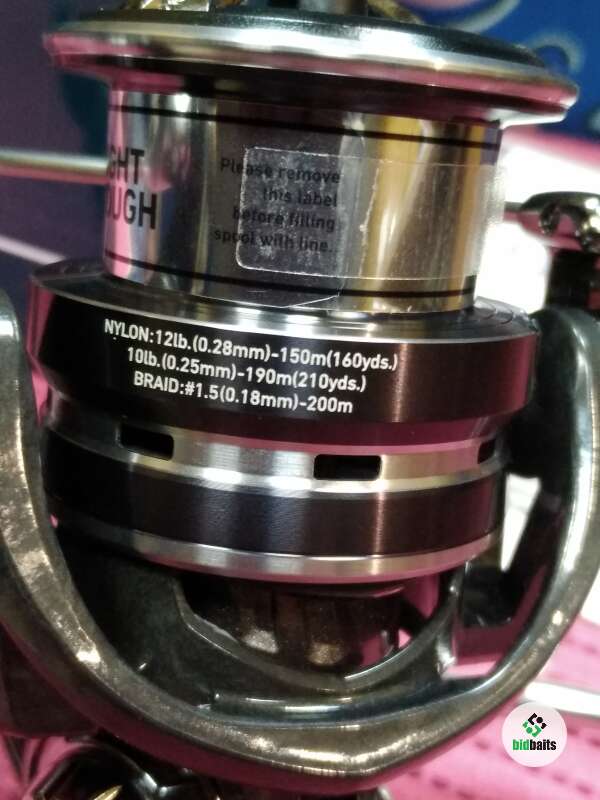 Please remove
this label
before filling
spool with line.
NYLON:12lb.(0.28mm)-150m(160yds.)
10lb.(0.25mm)-190m(210yds.)
BRAID:#1.5(0.18mm)-200m
bidbaits